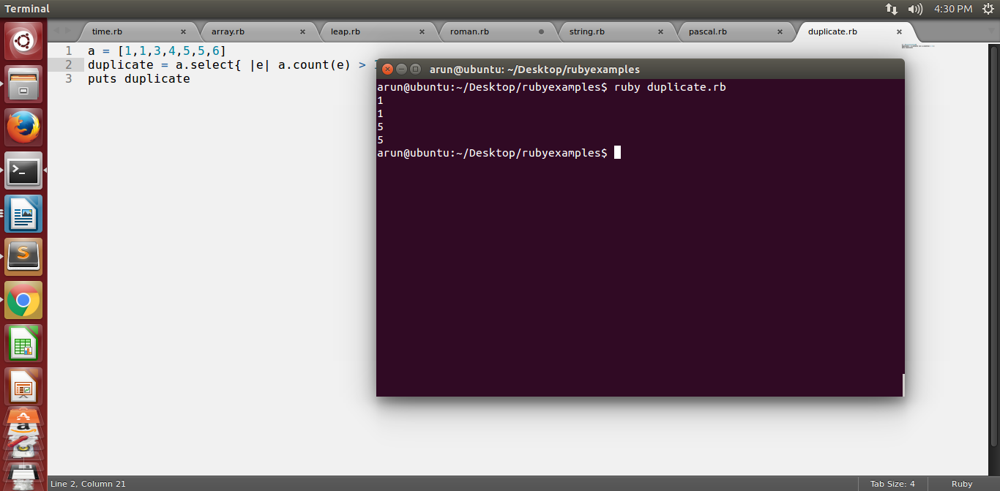 Terminal
4:30 PM
time.rb
array.rb
leap.rb
roman.rb
string.rb
pascal.rb
duplicate.rb
1 a = [1,1,3,4,5,5,6]
2 duplicate = a.select{ |e| a.count(e) >
3 puts duplicate
arun@ubuntu: ~/Desktop/rubyexamples
arun@ubuntu:~/Desktop/rubyexamples$ ruby duplicate.rb
1
1
5
5
arun@ubuntu:~/Desktop/rubyexamples$
Line 2, Column 21
Tab Size: 4
Ruby